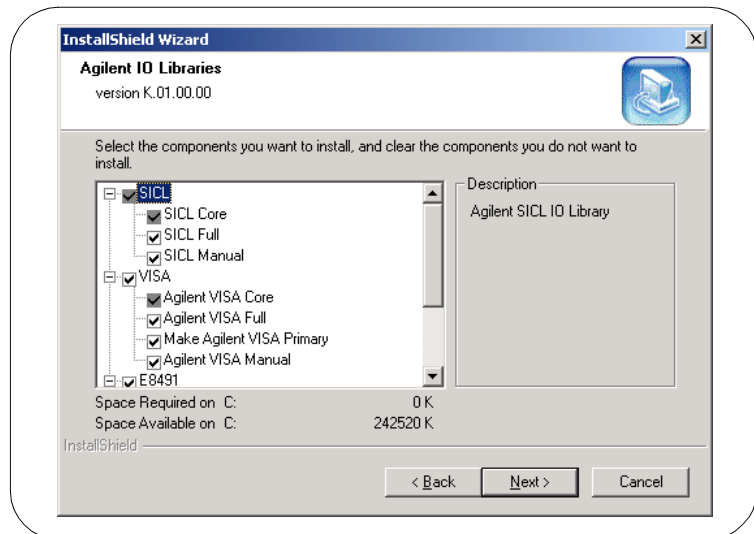 InstallShield Wizard
Agilent IO Libraries
version K.01.00.00
Select the components you want to install, and clear the components you do not want to
install.
SICL
SICL Core
SICL Full
SICL Manual
VISA
Agilent VISA Core
Agilent VISA Full
Make Agilent VISA Primary
Agilent VISA Manual
E8491
Description
Agilent SICL IO Library
Space Required on C: 0 K
Space Available on C: 242520 K
InstallShield
< Back Next > Cancel